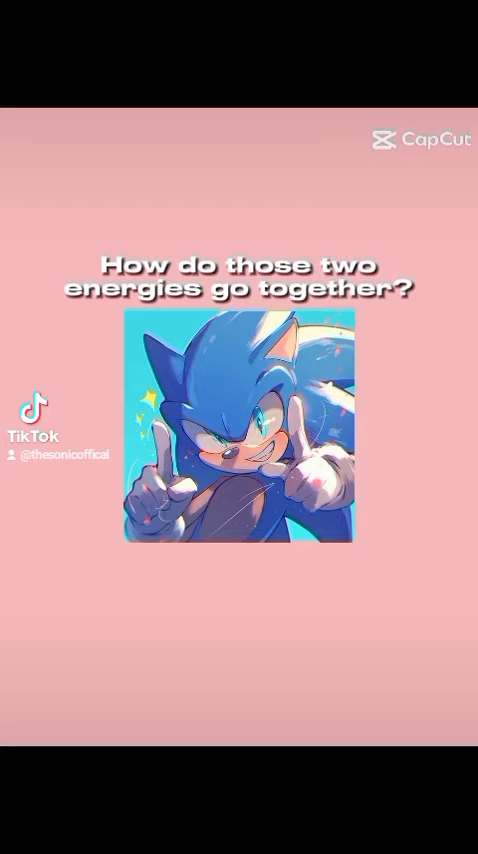 CapCut
How do those two
energies go together?
TikTok
@thesonicoffical